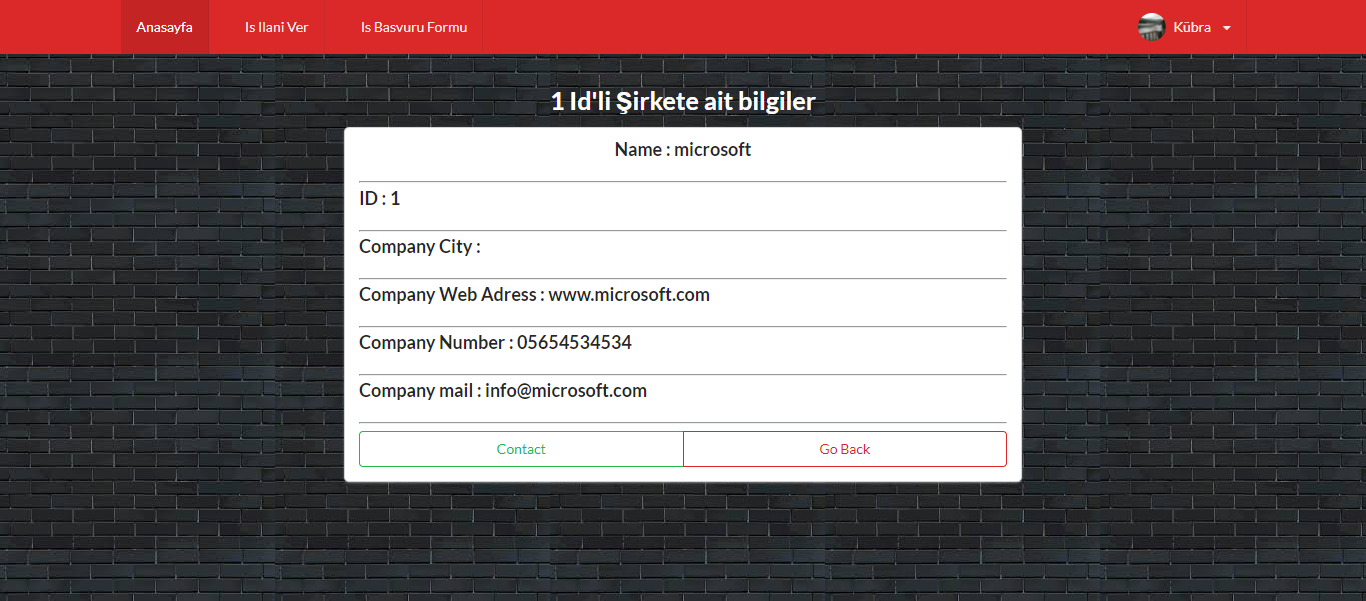 Anasayfa Is Ilani Ver Is Basvuru Formu Kübra
1 Id'li Şirkete ait bilgiler
Name : microsoft
ID : 1
Company City :
Company Web Adress : www.microsoft.com
Company Number : 05654534534
Company mail : info@microsoft.com
Contact Go Back